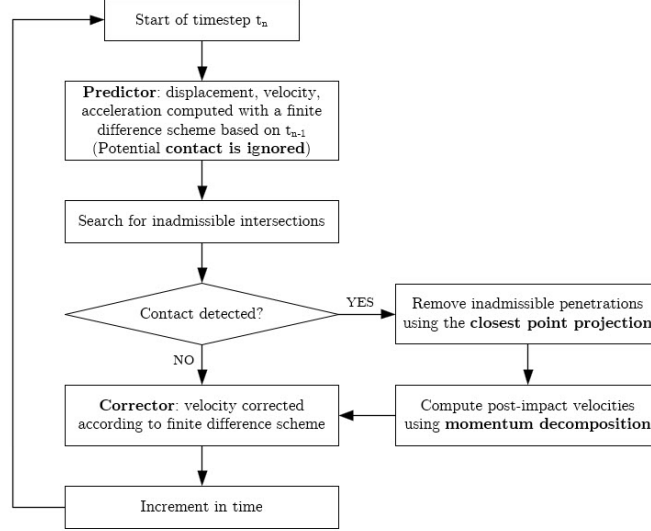 Start of timestep tn
Predictor: displacement, velocity,
acceleration computed with a finite
difference scheme based on tn-1
(Potential contact is ignored)
Search for inadmissible intersections
Contact detected?
YES
Remove inadmissible penetrations
using the closest point projection
NO
Corrector: velocity corrected
according to finite difference scheme
Compute post-impact velocities
using momentum decomposition
Increment in time